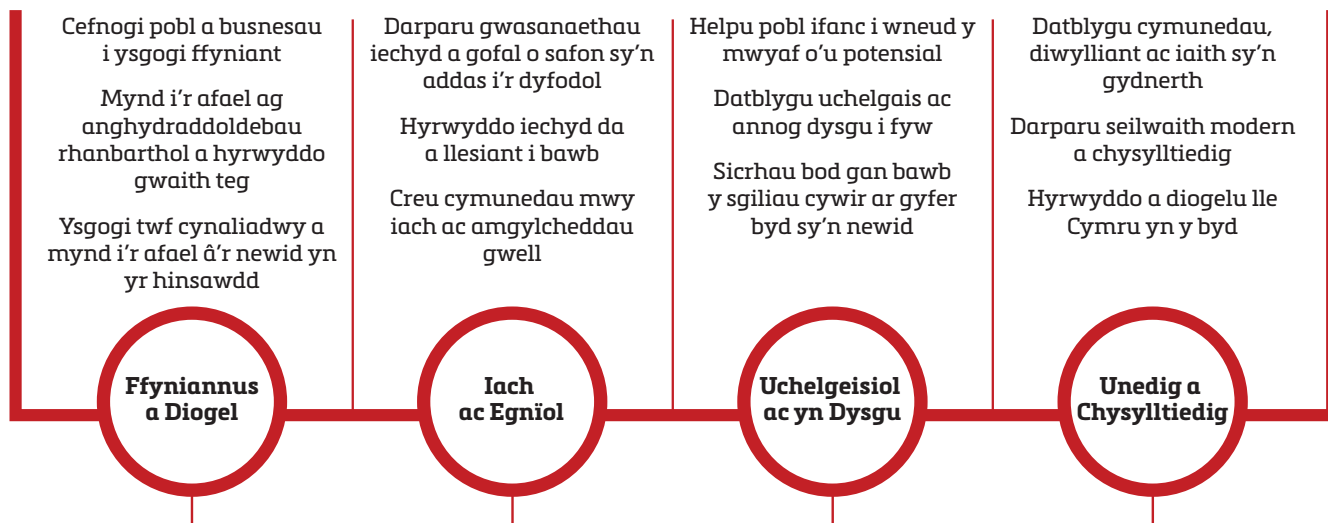 Cefnogi pobl a busnesau
i ysgogi ffyniant
Mynd i'r afael ag
anghydraddoldebau
rhanbarthol a hyrwyddo
gwaith teg
Ysgogi twf cynaliadwy a
mynd i'r afael â'r newid yn
yr hinsawdd
Ffyniannus
a Diogel
Darparu gwasanaethau
iechyd a gofal o safon sy'n
addas i'r dyfodol
Hyrwyddo iechyd da
a llesiant i bawb
Creu cymunedau mwy
iach ac amgylcheddau
gwell
Iach
ac Egnïol
Helpu pobl ifanc i wneud y
mwyaf o'u potensial
Datblygu uchelgais ac
annog dysgu i fyw
Sicrhau bod gan bawb
y sgiliau cywir ar gyfer
byd sy'n newid
Uchelgeisiol
ac yn Dysgu
Datblygu cymunedau,
diwylliant ac iaith sy'n
gydnerth
Darparu seilwaith modern
a chysylltiedig
Hyrwyddo a diogelu lle
Cymru yn y byd
Unedig a
Chysylltiedig